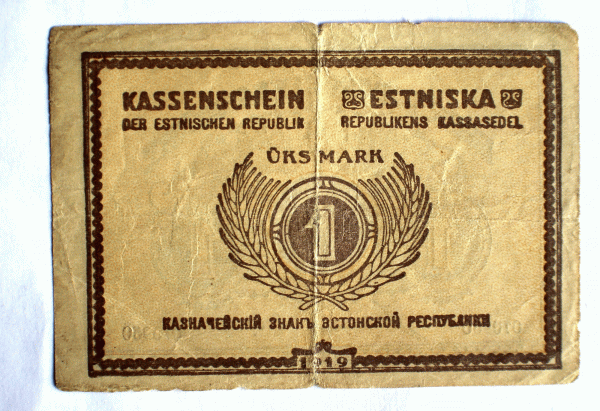 KASSENSCHEIN
DER ESTNISCHEN REPUBLIK
ESTNISKA
REPUBLIKENS KASSASEDEL
ÜKS MARK
1
КАЗНАЧЕЙСКІЙ ЗНАКЪ ЭСТОНСКОЙ РЕСПУБЛИКИ
1919